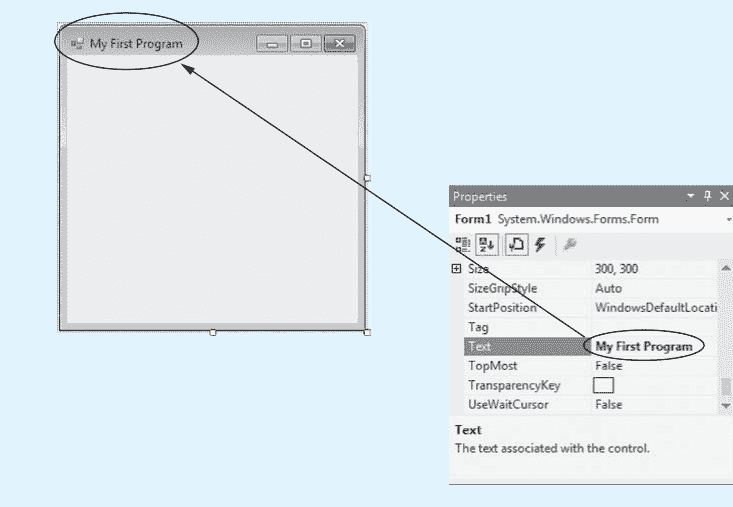 My First Program
Properties
Form1 System.Windows.Forms.Form
Size 300, 300
SizeGripStyle Auto
StartPosition WindowsDefaultLocati
Tag
Text My First Program
TopMost False
TransparencyKey
UseWaitCursor False
Text
The text associated with the control.